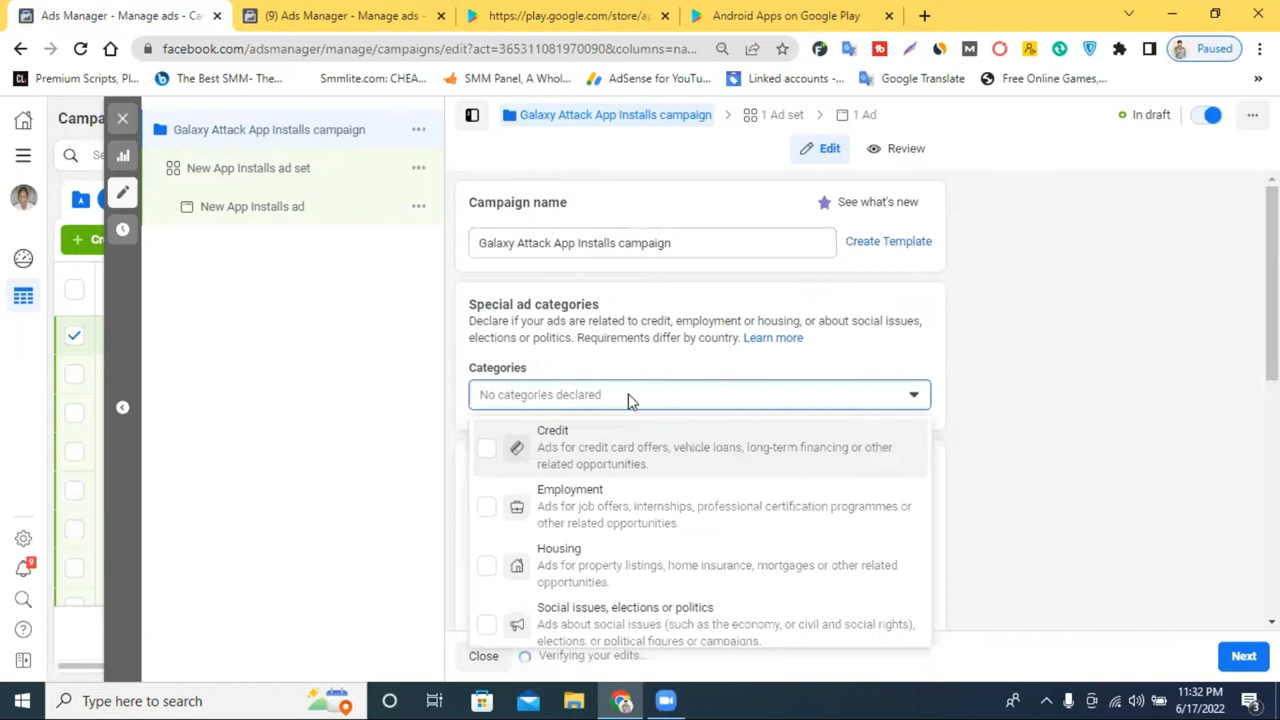 Ads Manager - Manage ads - Ca
(9) Ads Manager - Manage ads -
https://play.google.com/store/ap
Android Apps on Google Play
facebook.com/adsmanager/manage/campaigns/edit?act=365311081970090&columns=na...
Paused
Premium Scripts, Pl...
The Best SMM- The...
Smmlite.com: CHEA...
SMM Panel, A Whol...
AdSense for YouTu...
Linked accounts -...
Google Translate
Free Online Games,...
»
Campa
Galaxy Attack App Installs campaign
New App Installs ad set
New App Installs ad
Se
Cr
Galaxy Attack App Installs campaign
1 Ad set
1 Ad
In draft
Edit
Review
Campaign name
See what's new
Galaxy Attack App Installs campaign
Create Template
Special ad categories
Declare if your ads are related to credit, employment or housing, or about social issues,
elections or politics. Requirements differ by country. Learn more
Categories
No categories declared
Credit
Ads for credit card offers, vehicle loans, long-term financing or other
related opportunities.
Employment
Ads for job offers, internships, professional certification programmes or
other related opportunities.
Housing
Ads for property listings, home insurance, mortgages or other related
opportunities.
Social issues, elections or politics
Ads about social issues (such as the economy, or civil and social rights),
elections, or political figures or campaigns.
Close
Verifying your edits...
Next
Type here to search
11:32 PM
6/17/2022
3